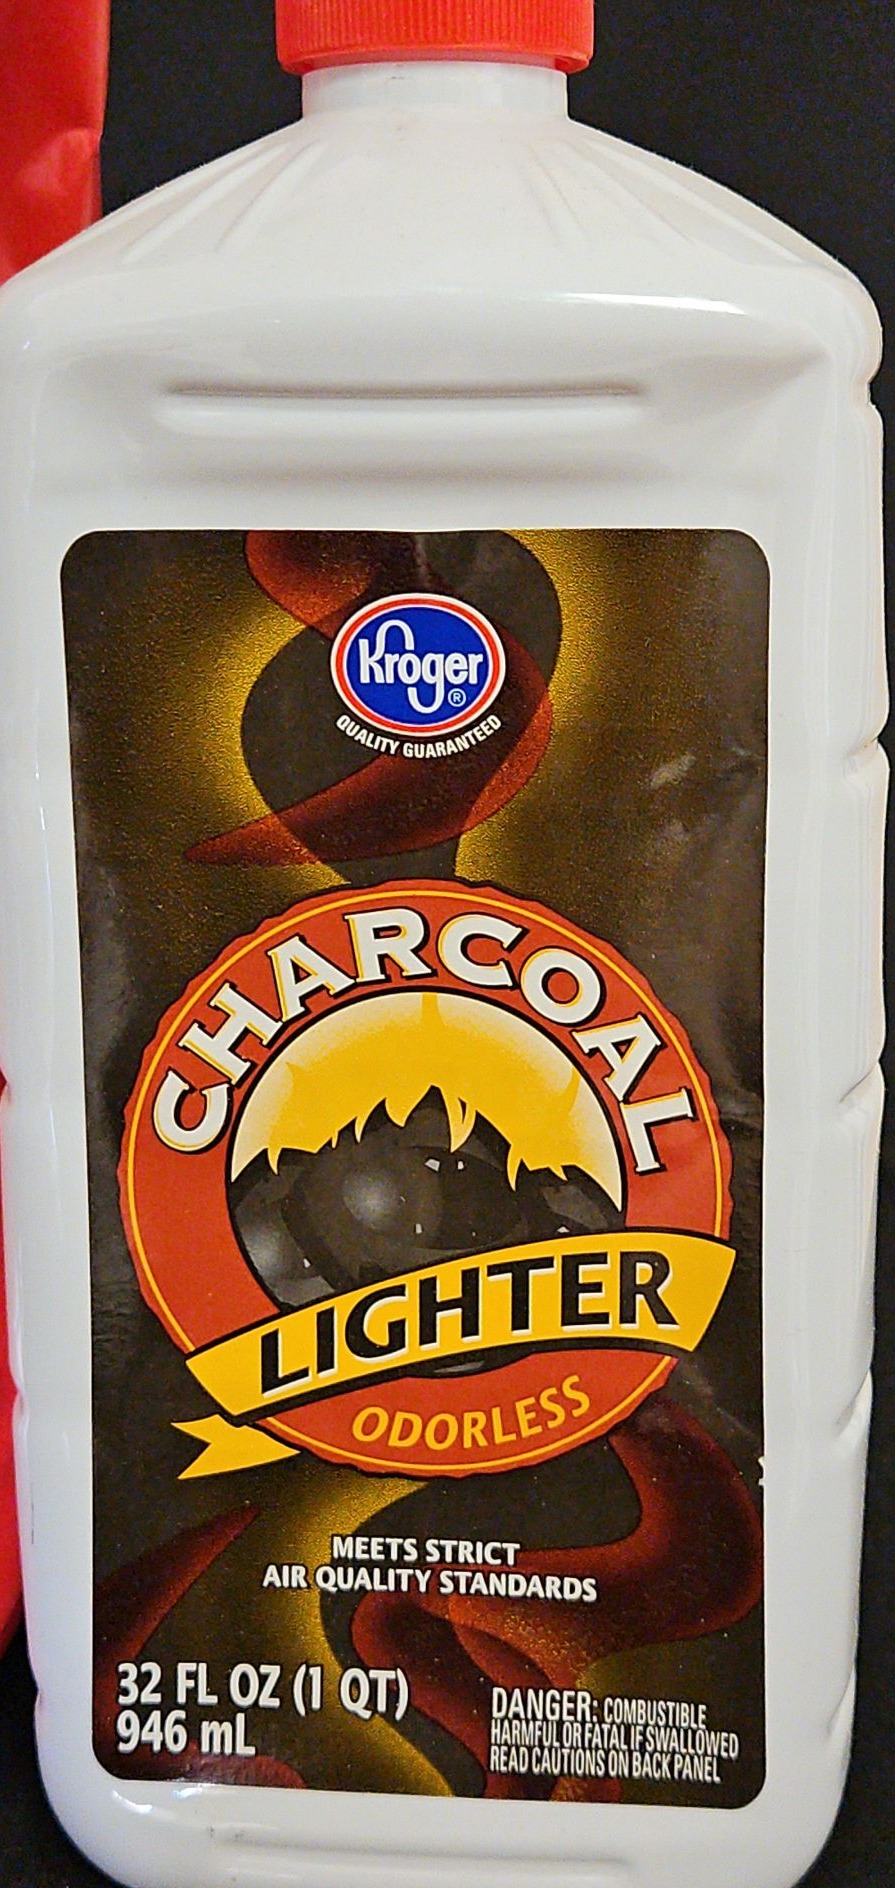 Kroger®
QUALITY GUARANTEED
CHARCOAL
LIGHTER
ODORLESS
MEETS STRICT
AIR QUALITY STANDARDS
32 FL OZ (1 QT)
946 mL
DANGER: COMBUSTIBLE
HARMFUL OR FATAL IF SWALLOWED
READ CAUTIONS ON BACK PANEL